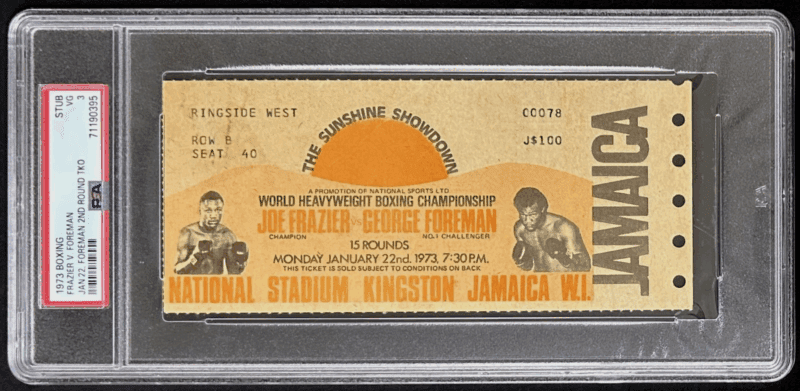 1973 BOXING
FRAZIER V. FOREMAN
JAN 22, FOREMAN 2ND ROUND TKO
STUB
VG
3
71190395
PSA
RINGSIDE WEST
ROW B
SEAT 40
THE SUNSHINE SHOWDOWN
00078
J$100
A PROMOTION OF NATIONAL SPORTS LTD
WORLD HEAVYWEIGHT BOXING CHAMPIONSHIP
JOE FRAZIER vs GEORGE FOREMAN
CHAMPION
NO.1 CHALLENGER
15 ROUNDS
MONDAY JANUARY 22nd. 1973, 7:30 P.M.
THIS TICKET IS SOLD SUBJECT TO CONDITIONS ON BACK
NATIONAL STADIUM KINGSTON JAMAICA W.I.
JAMAICA